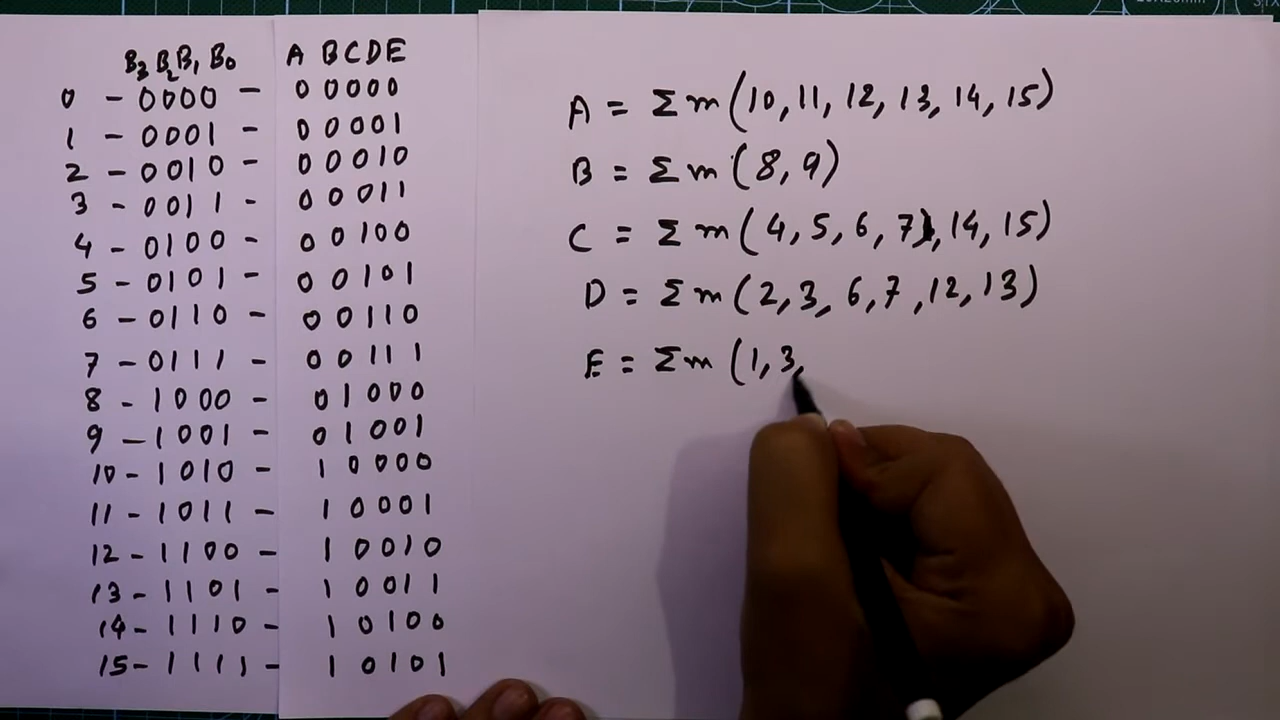 B₃ B₂ B₁ B₀ A B C D E
0 - 0000 - 00000
1 - 0001 - 00001
2 - 0010 - 00010
3 - 0011 - 00011
4 - 0100 - 00100
5 - 0101 - 00101
6 - 0110 - 00110
7 - 0111 - 00111
8 - 1000 - 01000
9 - 1001 - 01001
10 - 1010 - 10000
11 - 1011 - 10001
12 - 1100 - 10010
13 - 1101 - 10011
14 - 1110 - 10100
15 - 1111 - 10101
A = Σm(10, 11, 12, 13, 14, 15)
B = Σm(8, 9)
C = Σm(4, 5, 6, 7, 14, 15)
D = Σm(2, 3, 6, 7, 12, 13)
E = Σm(1, 3,